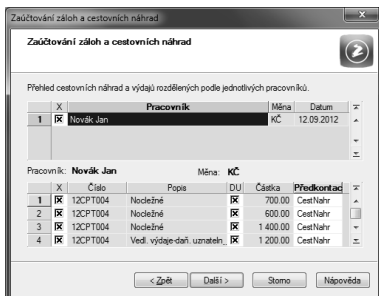 Zaúčtování záloh a cestovních náhrad
Zaúčtování záloh a cestovních náhrad
Přehled cestovních náhrad a výdajů rozdělených podle jednotlivých pracovníků.
X Pracovník Měna Datum
1 Novák Jan KČ 12.09.2012
Pracovník: Novák Jan Měna: KČ
X Číslo Popis DU Částka Předkontac
1 12CPT004 Nocležné 700.00 CestNahr
2 12CPT004 Nocležné 600.00 CestNahr
3 12CPT004 Nocležné 1 400.00 CestNahr
4 12CPT004 Vedl. výdaje-daň. uznateln_ 1 200.00 CestNahr
< Zpět Další > Storno Nápověda